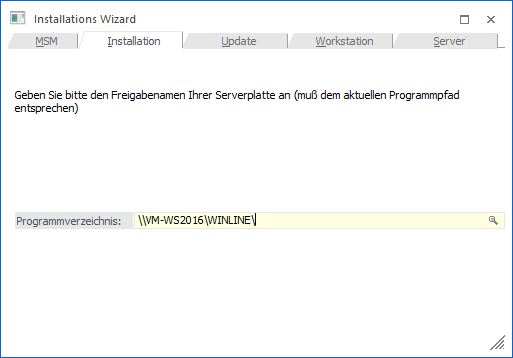 Installations Wizard
MSM Installation Update Workstation Server
Geben Sie bitte den Freigabenamen Ihrer Serverplatte an (muß dem aktuellen Programmpfad
entsprechen)
Programmverzeichnis: \\VM-WS2016\WINLINE\